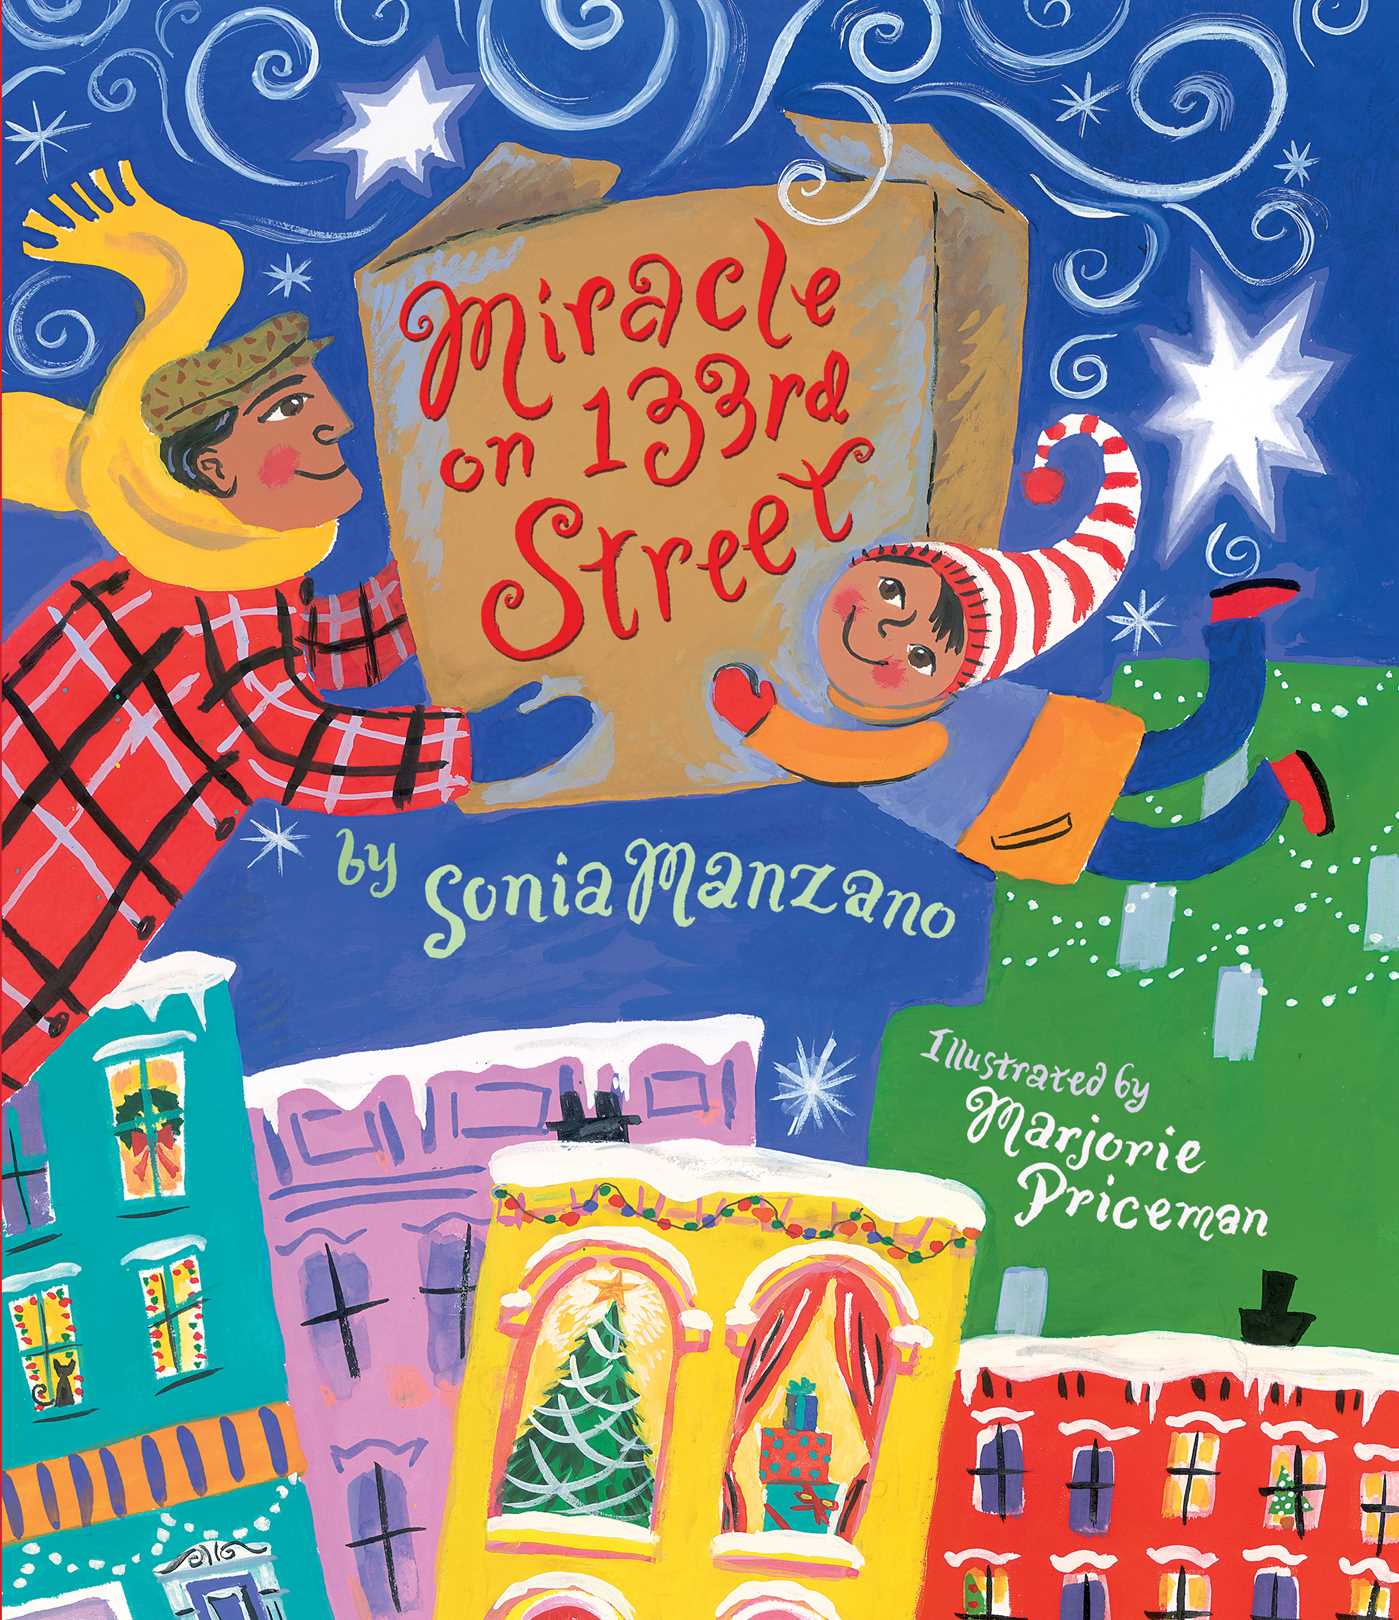 Miracle
on 133rd
Street
by Sonia Manzano
Illustrated by
Marjorie
Priceman